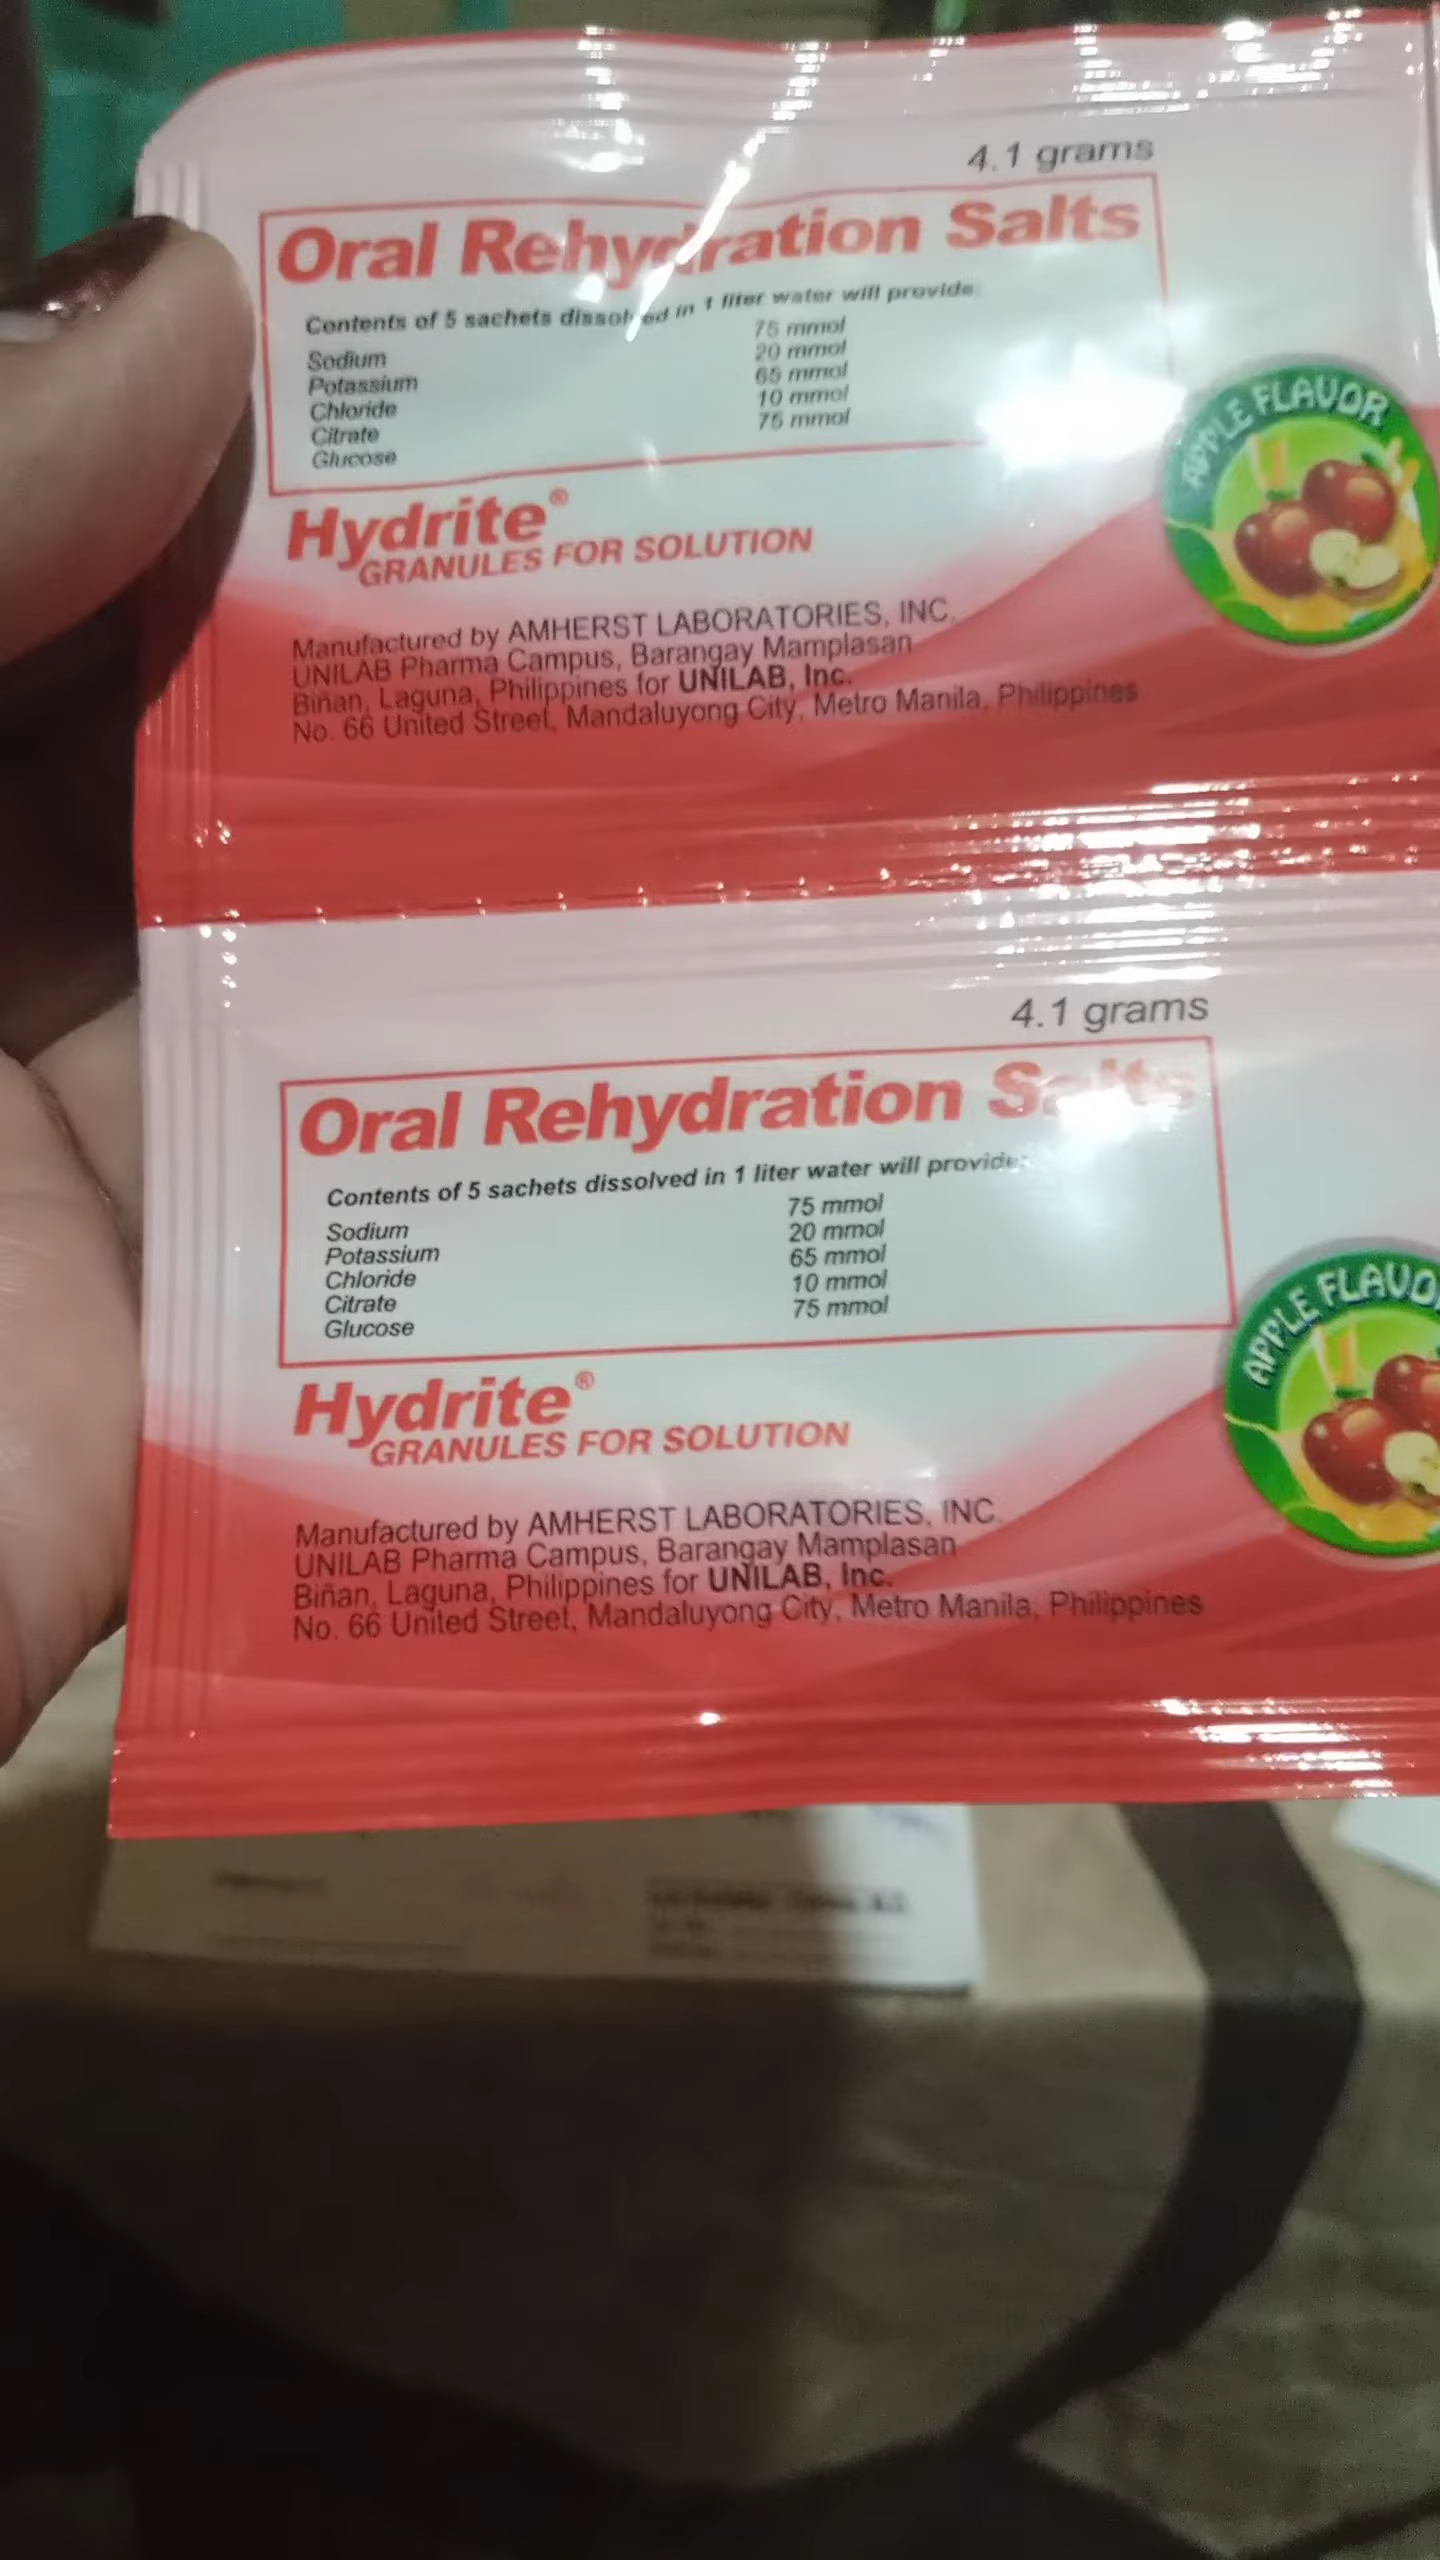 4.1 grams
Oral Rehydration Salts
Contents of 5 sachets dissolved in 1 liter water will provide:
Sodium 75 mmol
Potassium 20 mmol
Chloride 65 mmol
Citrate 10 mmol
Glucose 75 mmol
APPLE FLAVOR
Hydrite®
GRANULES FOR SOLUTION
Manufactured by AMHERST LABORATORIES, INC.
UNILAB Pharma Campus, Barangay Mamplasan
Biñan, Laguna, Philippines for UNILAB, Inc.
No. 66 United Street, Mandaluyong City, Metro Manila, Philippines
4.1 grams
Oral Rehydration Salts
Contents of 5 sachets dissolved in 1 liter water will provide:
Sodium 75 mmol
Potassium 20 mmol
Chloride 65 mmol
Citrate 10 mmol
Glucose 75 mmol
APPLE FLAVO
Hydrite®
GRANULES FOR SOLUTION
Manufactured by AMHERST LABORATORIES, INC.
UNILAB Pharma Campus, Barangay Mamplasan
Biñan, Laguna, Philippines for UNILAB, Inc.
No. 66 United Street, Mandaluyong City, Metro Manila, Philippines